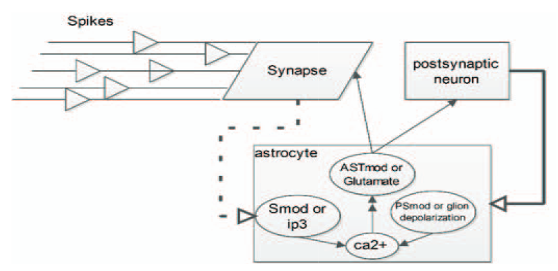 Spikes
Synapse
postsynaptic
neuron
astrocyte
ASTmod or
Glutamate
Smod or
ip3
PSmod or glion
depolarization
ca2+